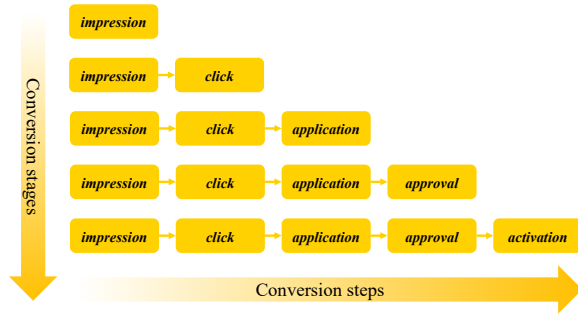 impression
impression click
impression click application
impression click application approval
impression click application approval activation
Conversion stages
Conversion steps